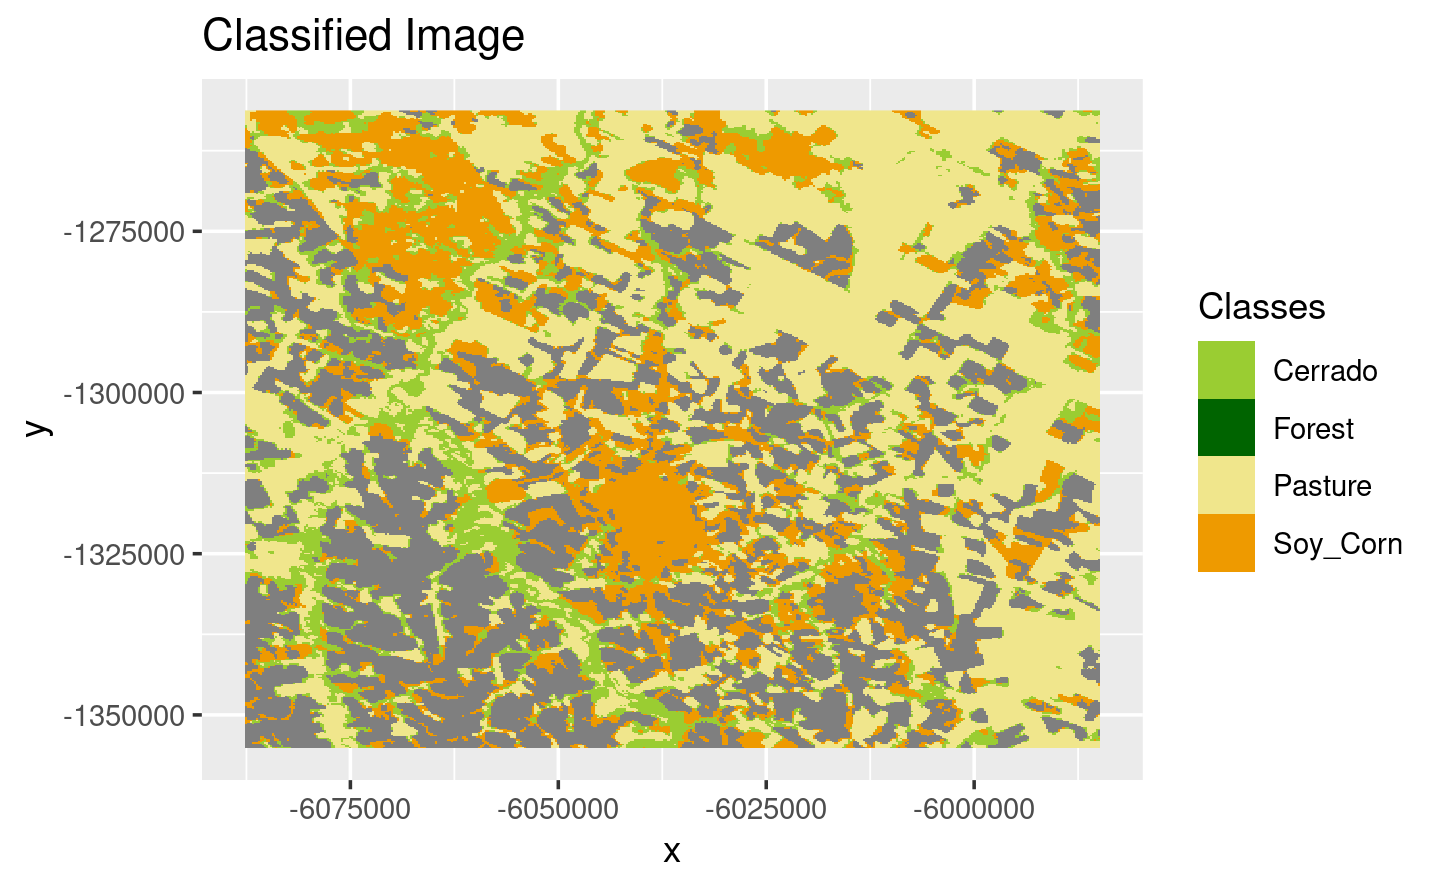 Classified Image
-1275000
-1300000
-1325000
-1350000
y
-6075000
-6050000
-6025000
-6000000
x
Classes
Cerrado
Forest
Pasture
Soy_Corn